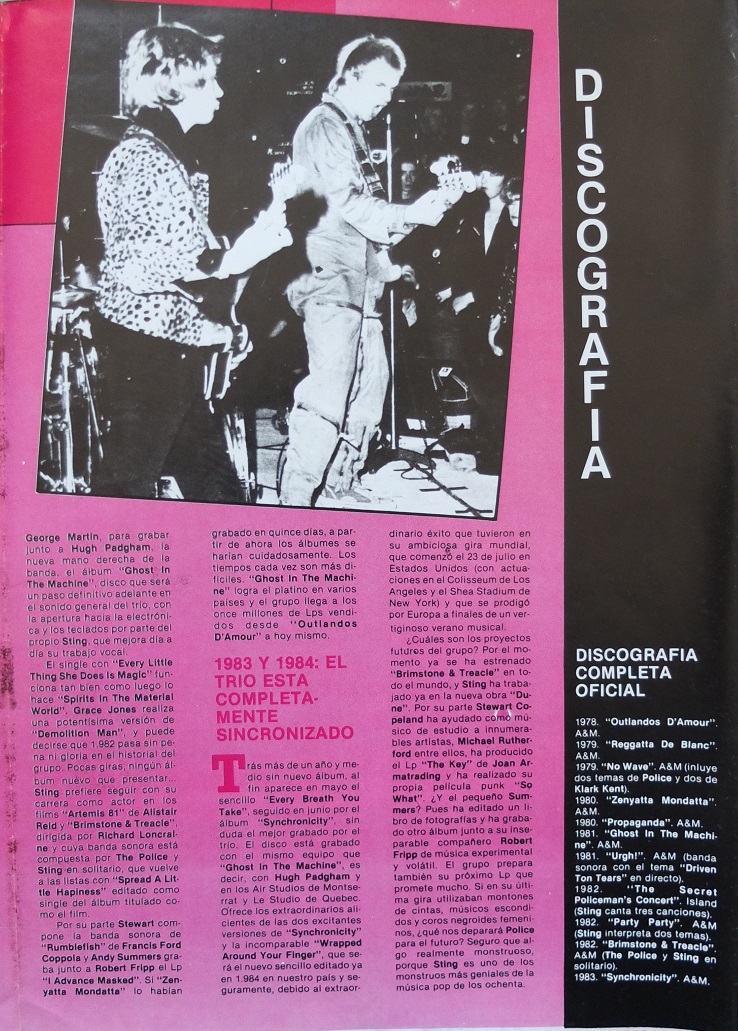 DISCOGRAFIA
George Martin, para grabar
junto a Hugh Padgham, la
nueva mano derecha de la
banda, el álbum "Ghost In
The Machine", disco que será
un paso definitivo adelante en
el sonido general del trío, con
la apertura hacia la electróni-
ca y los teclados por parte del
propio Sting, que mejora día a
día su trabajo vocal.
El single con "Every Little
Thing She Does Is Magic" fun-
ciona tan bien como luego lo
hace "Spirits In The Material
World". Grace Jones realiza
una potentísima versión de
"Demolition Man", y puede
decirse que 1.982 pasa sin pe-
na ni gloria en el historial del
grupo. Pocas giras, ningún ál-
bum nuevo que presentar...
Sting prefiere seguir con su
carrera como actor en los
films "Artemis 81" de Alistair
Reid y "Brimstone & Treacle",
dirigida por Richard Loncrai-
ne y cuya banda sonora está
compuesta por The Police y
Sting en solitario, que vuelve
a las listas con "Spread A Lit-
tle Happiness" editado como
single del álbum titulado co-
mo el film.
Por su parte Stewart com-
pone la banda sonora de
"Rumblefish" de Francis Ford
Coppola y Andy Summers gra-
ba junto a Robert Fripp el Lp
"I Advance Masked". Si "Zen-
yatta Mondatta" lo habían
grabado en quince días, a par-
tir de ahora los álbumes se
harían cuidadosamente. Los
tiempos cada vez son más di-
fíciles. "Ghost In The Machi-
ne" logra el platino en varios
países y el grupo llega a los
once millones de Lps vendi-
dos desde "Outlandos
D'Amour" a hoy mismo.
1983 Y 1984: EL
TRIO ESTA
COMPLETA-
MENTE
SINCRONIZADO
Trás más de un año y me-
dio sin nuevo álbum, al
fin aparece en mayo el
sencillo "Every Breath You
Take", seguido en junio por el
álbum "Synchronicity", sin
duda el mejor grabado por el
trío. El disco está grabado
con el mismo equipo que
"Ghost In The Machine", es
decir, con Hugh Padgham y
en los Air Studios de Montse-
rrat y Le Studio de Quebec.
Ofrece los extraordinarios ali-
cientes de las dos excitantes
versiones de "Synchronicity"
y la incomparable "Wrapped
Around Your Finger", que se-
rá el nuevo sencillo editado ya
en 1.984 en nuestro país y se-
guramente, debido al extraor-
dinario éxito que tuvieron en
su ambiciosa gira mundial,
que comenzó el 23 de julio en
Estados Unidos (con actua-
ciones en el Colisseum de Los
Angeles y el Shea Stadium de
New York) y que se prodigó
por Europa a finales de un ver-
tiginoso verano musical.
¿Cuáles son los proyectos
futuros del grupo? Por el mo-
mento ya se ha estrenado
"Brimstone & Treacle" en to-
do el mundo, y Sting ha traba-
jado ya en la nueva obra "Du-
ne". Por su parte Stewart Co-
peland ha ayudado como mú-
sico de estudio a innumera-
bles artistas, Michael Ruther-
ford entre ellos, ha producido
el Lp "The Key" de Joan Ar-
matrading y ha realizado su
propia película punk "So
What". ¿Y el pequeño Sum-
mers? Pues ha editado un li-
bro de fotografías y ha graba-
do otro álbum junto a su inse-
parable compañero Robert
Fripp de música experimental
y volátil. El grupo prepara
también su próximo Lp que
promete mucho. Si en su últi-
ma gira utilizaban montones
de cintas, músicos escondi-
dos y coros negroides femeni-
nos, ¿qué nos deparará Police
para el futuro? Seguro que al-
go realmente monstruoso,
porque Sting es uno de los
monstruos más geniales de la
música pop de los ochenta.
DISCOGRAFIA
COMPLETA
OFICIAL
1978. "Outlandos D'Amour".
A&M.
1979. "Reggatta De Blanc".
A&M.
1979. "No Wave". A&M (inluye
dos temas de Police y dos de
Klark Kent).
1980. "Zenyatta Mondatta".
A&M.
1980. "Propaganda". A&M.
1981. "Ghost In The Machi-
ne". A&M.
1981. "Urgh!". A&M (banda
sonora con el tema "Driven
Ton Tears" en directo).
1982. "The Secret
Policeman's Concert". Island
(Sting canta tres canciones).
1982. "Party Party". A&M
(Sting interpreta dos temas).
1982. "Brimstone & Treacle".
A&M (The Police y Sting en
solitario).
1983. "Synchronicity". A&M.